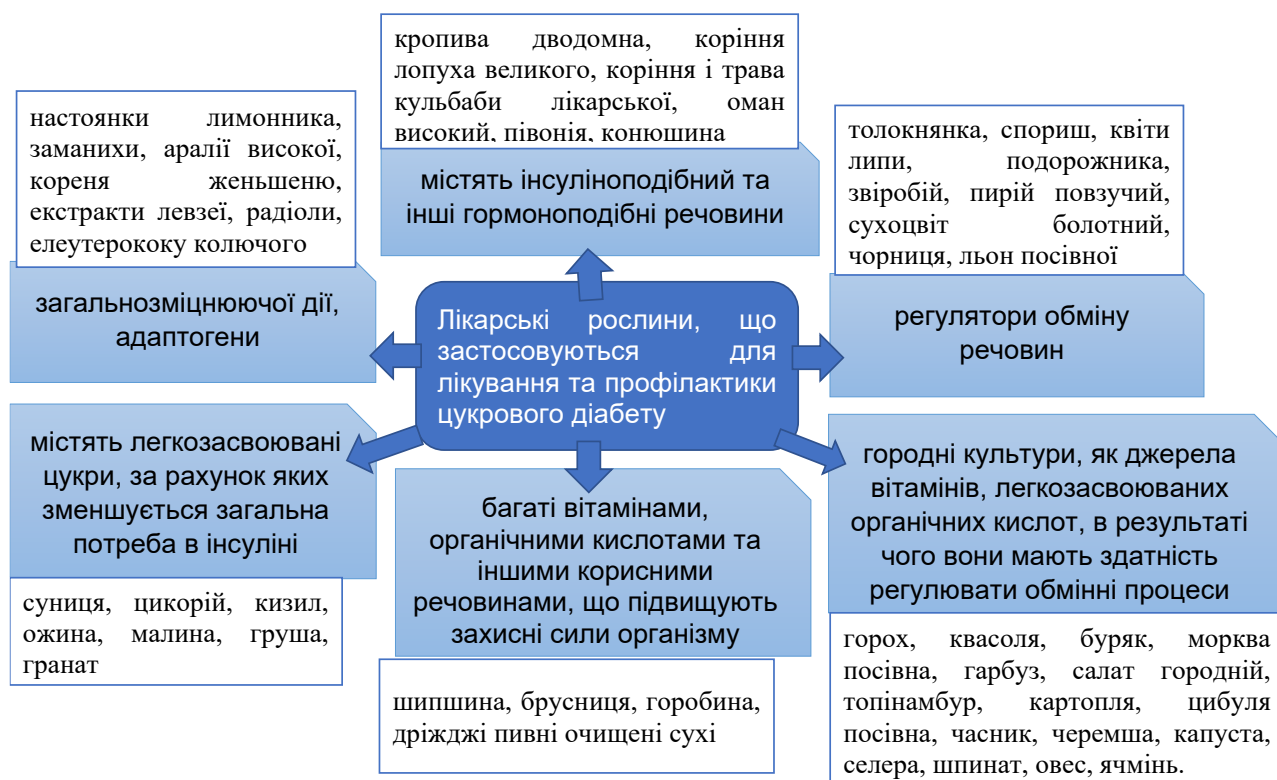 кропива дводомна, коріння
лопуха великого, коріння і трава
кульбаби лікарської, оман
високий, півонія, конюшина
містять інсуліноподібний та
інші гормоноподібні речовини
настоянки лимонника,
заманихи, аралії високої,
кореня женьшеню,
екстракти левзеї, радіоли,
елеутерококу колючого
загальнозміцнюючої дії,
адаптогени
толокнянка, спориш, квіти
липи, подорожника,
звіробій, пирій повзучий,
сухоцвіт болотний,
чорниця, льон посівної
регулятори обміну
речовин
Лікарські рослини, що
застосовуються для
лікування та профілактики
цукрового діабету
містять легкозасвоювані
цукри, за рахунок яких
зменшується загальна
потреба в інсуліні
суниця, цикорій, кизил,
ожина, малина, груша,
гранат
багаті вітамінами,
органічними кислотами та
іншими корисними
речовинами, що підвищують
захисні сили організму
шипшина, брусниця, горобина,
дріжджі пивні очищені сухі
городні культури, як джерела
вітамінів, легкозасвоюваних
органічних кислот, в результаті
чого вони мають здатність
регулювати обмінні процеси
горох, квасоля, буряк, морква
посівна, гарбуз, салат городній,
топінамбур, картопля, цибуля
посівна, часник, черемша, капуста,
селера, шпинат, овес, ячмінь.